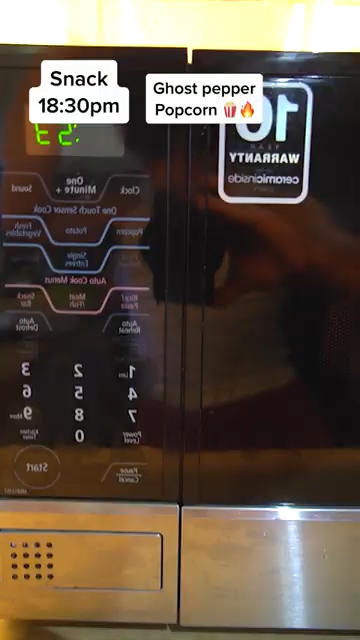 Snack
18:30pm
Ghost pepper
Popcorn 🍿🔥
10
YEAR
WARRANTY
ceramicinside
Sound
One
Minute+
Clock
One Touch Sensor Cook
Fresh
Vegetables
Potato
Popcorn
Single
Entrees
Auto Cook Menus
Snack
Bar
Meat
/Fish
Rice/
Pasta
Auto
Defrost
Auto
Reheat
3
2
1
6
5
4
9
8
7
Kitchen
Timer
0
Power
Level
Start
Pause
Cancel